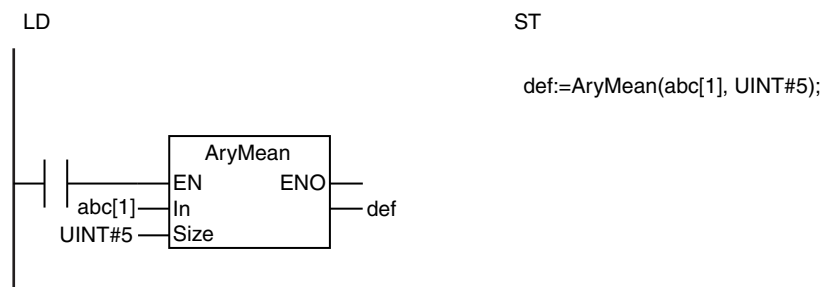 LD
ST
def:=AryMean(abc[1], UINT#5);
AryMean
EN ENO
abc[1] In def
UINT#5 Size